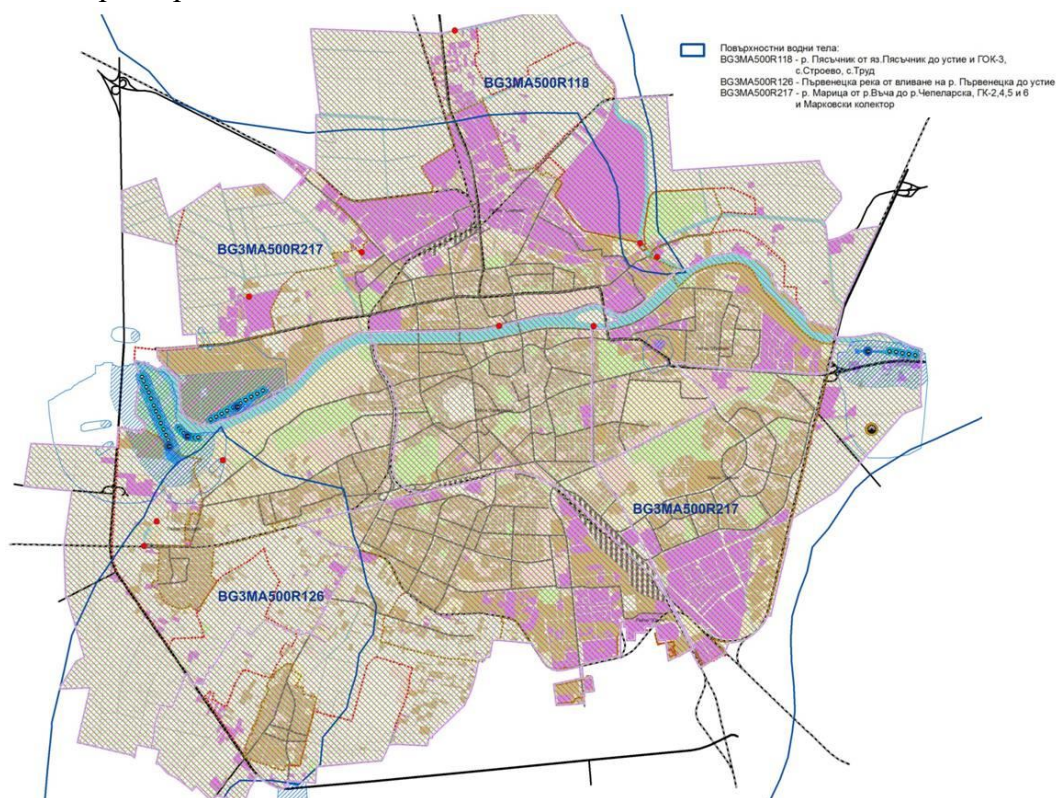 Повърхностни водни тела:
BG3MA500R118 - р. Пясъчник от яз.Пясъчник до устие и ГОК-3,
с.Строево, с.Труд
BG3MA500R126 - Първенецка река от вливане на р. Първенецка до устие
BG3MA500R217 - р. Марица от р.Въча до р.Чепеларска, ГК-2,4,5 и 6
и Марковски колектор
BG3MA500R118
BG3MA500R217
BG3MA500R217
BG3MA500R126